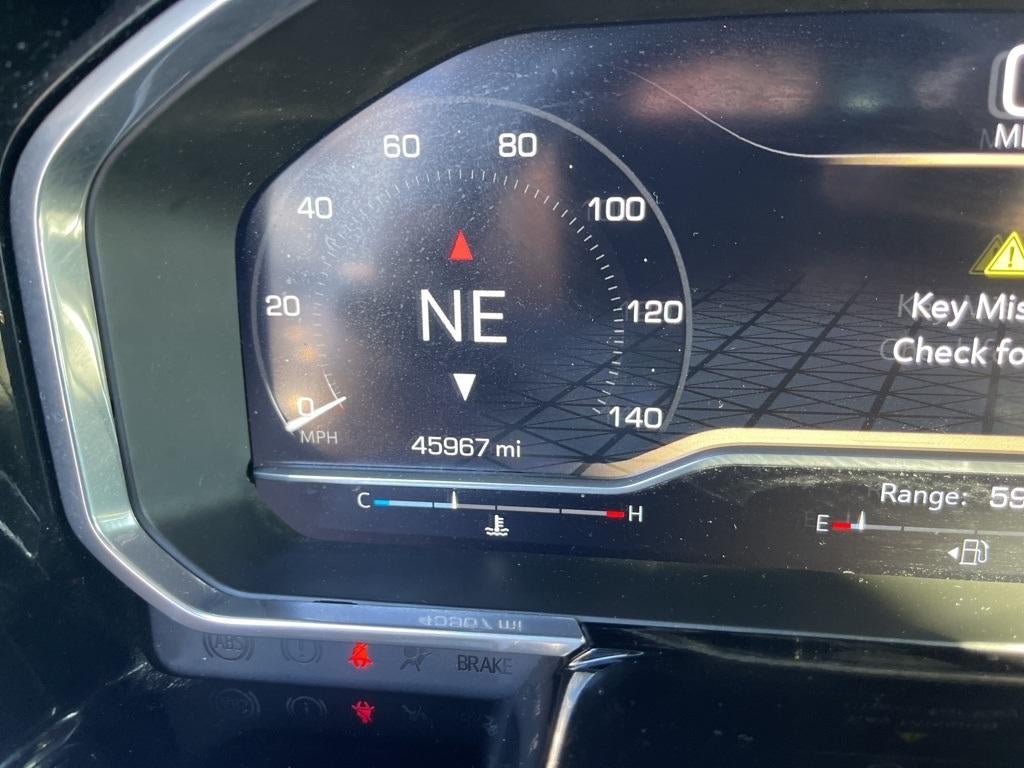 60 80
40 100
20 NE 120
0 140
MPH
45967 mi
C H
Key Mis
Check fo
Range: 59
E
ABS
BRAKE